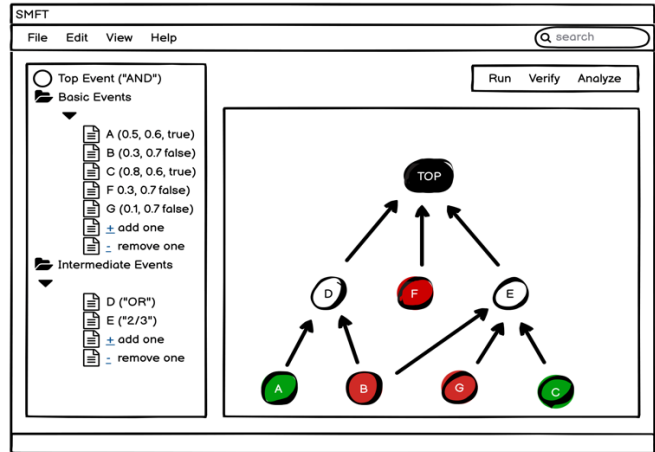 SMFT
File Edit View Help
search
Top Event ("AND")
Basic Events
A (0.5, 0.6, true)
B (0.3, 0.7 false)
C (0.8, 0.6, true)
F 0.3, 0.7 false)
G (0.1, 0.7 false)
+ add one
- remove one
Intermediate Events
D ("OR")
E ("2/3")
+ add one
- remove one
Run Verify Analyze
TOP
D F E
A B G C